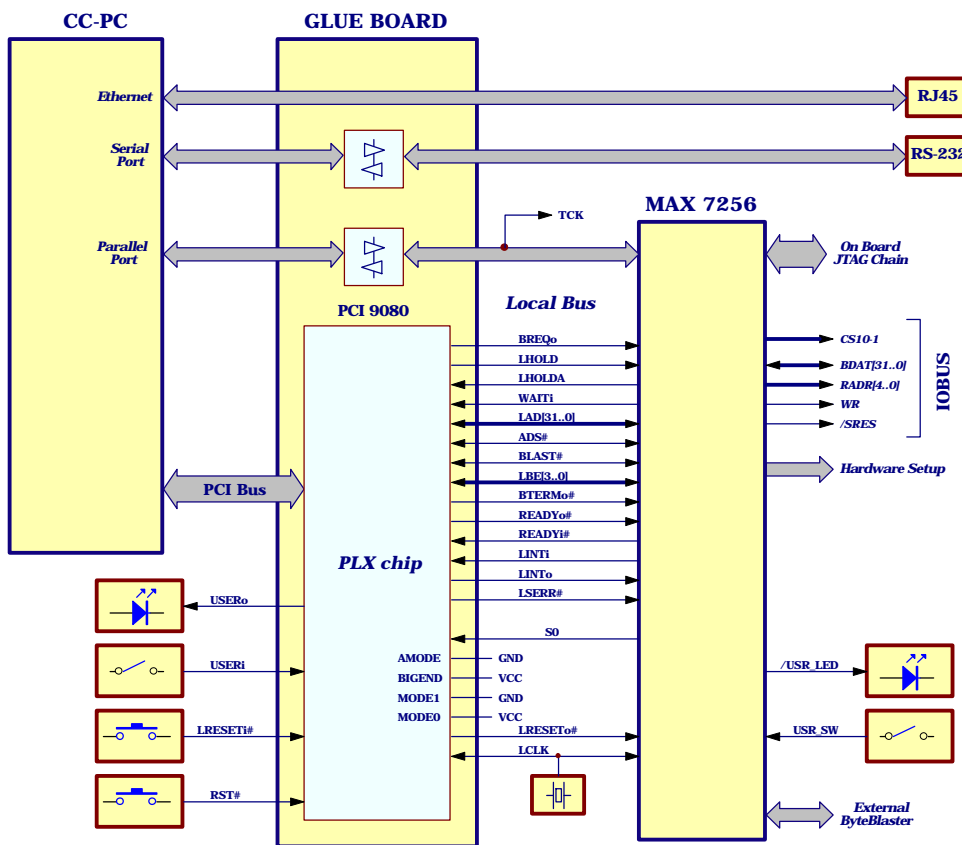 CC-PC
GLUE BOARD
Ethernet
RJ45
Serial
Port
RS-232
MAX 7256
TCK
Parallel
Port
On Board
JTAG Chain
PCI 9080
Local Bus
BREQo
LHOLD
LHOLDA
WAITi
LAD[31..0]
ADS#
BLAST#
LBE[3..0]
BTERMo#
READYo#
READYi#
LINTi
LINTo
LSERR#
S0
CS10-1
BDAT[31..0]
RADR[4..0]
WR
/SRES
IOBUS
Hardware Setup
PCI Bus
PLX chip
USERo
USERi
LRESETi#
RST#
AMODE
GND
BIGEND
VCC
MODE1
GND
MODE0
VCC
LRESETo#
LCLK
/USR_LED
USR_SW
External
ByteBlaster